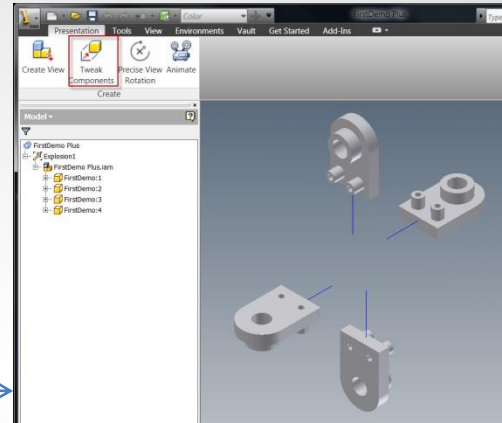 Color
FirstDemo Plus
Type
Presentation Tools View Environments Vault Get Started Add-Ins
Create View Tweak Components Precise View Rotation Animate
Create
Model
FirstDemo Plus
Explosion1
FirstDemo Plus.iam
FirstDemo:1
FirstDemo:2
FirstDemo:3
FirstDemo:4